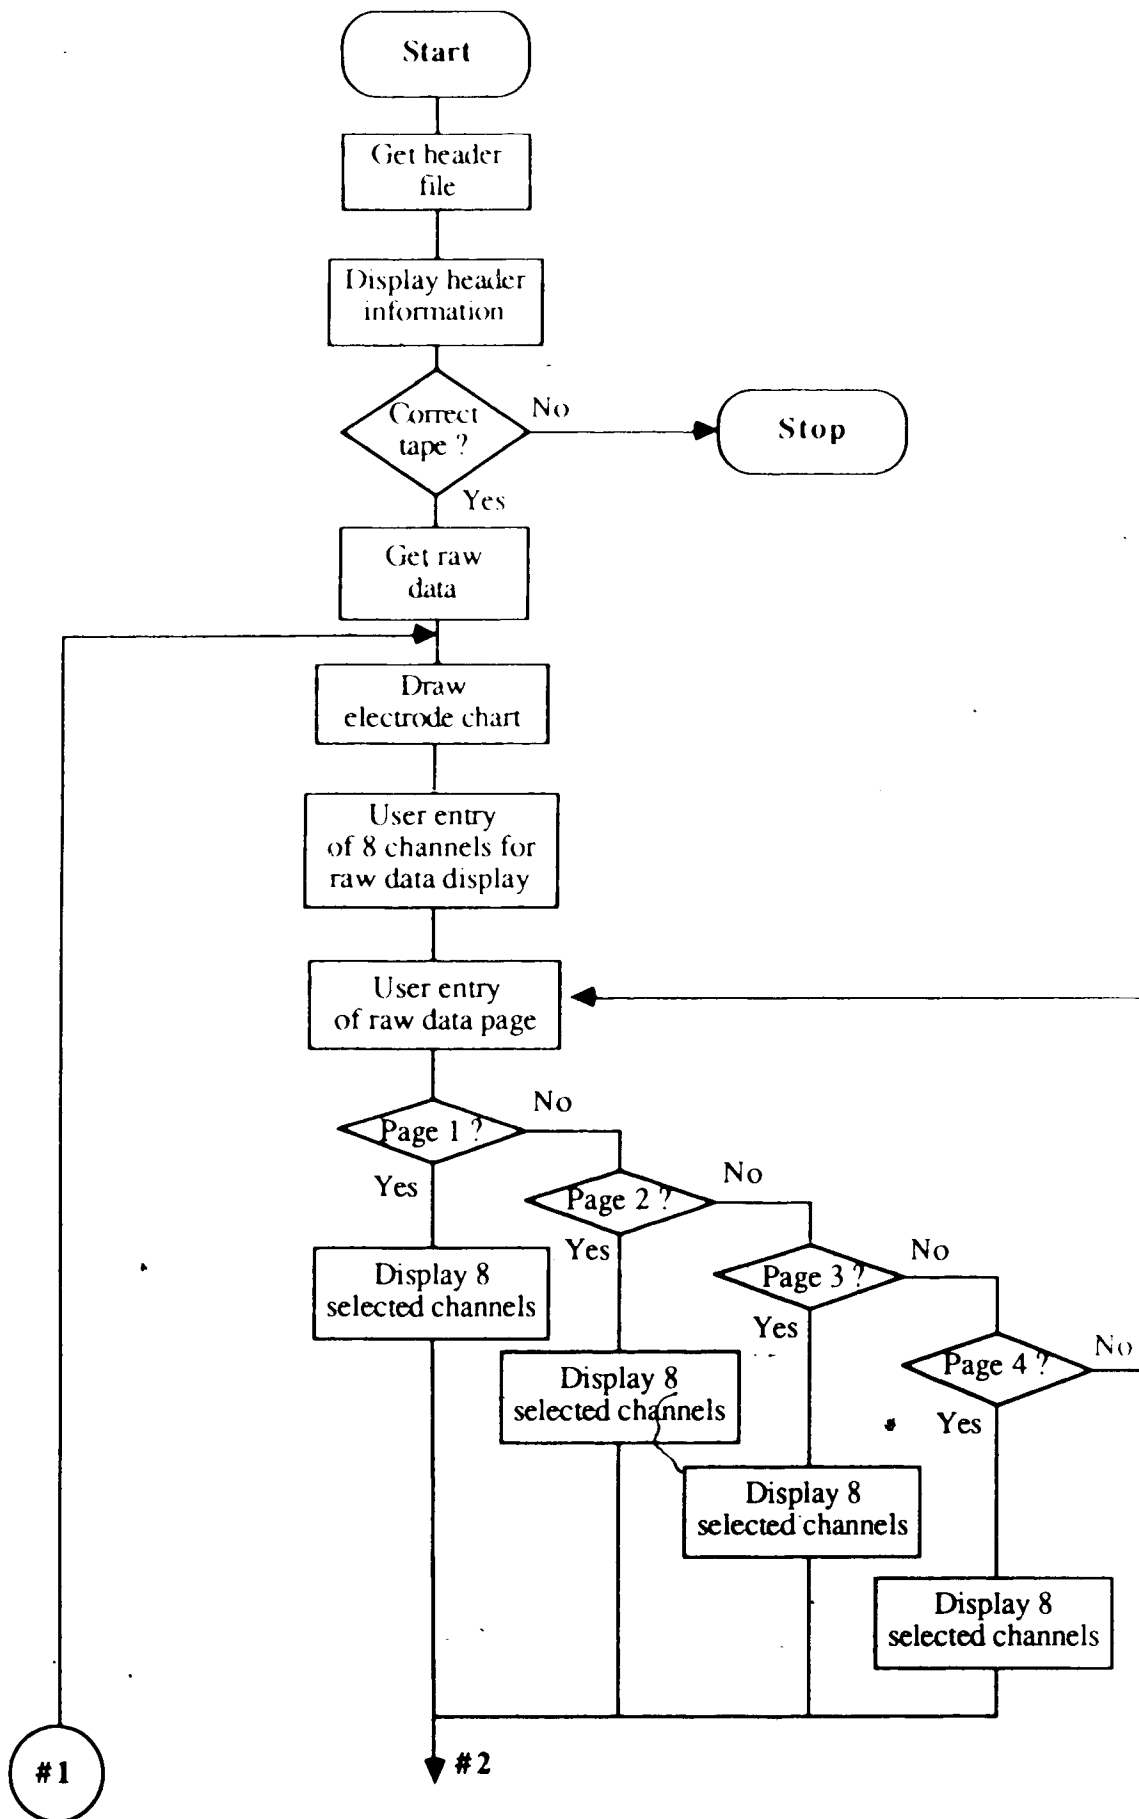 Start
Get header
file
Display header
information
Correct
tape ?
No
Stop
Yes
Get raw
data
Draw
electrode chart
User entry
of 8 channels for
raw data display
User entry
of raw data page
Page 1 ?
No
Yes
Page 2 ?
No
Yes
Page 3 ?
No
Yes
Page 4 ?
No
Yes
Display 8
selected channels
Display 8
selected channels
Display 8
selected channels
Display 8
selected channels
#1
#2